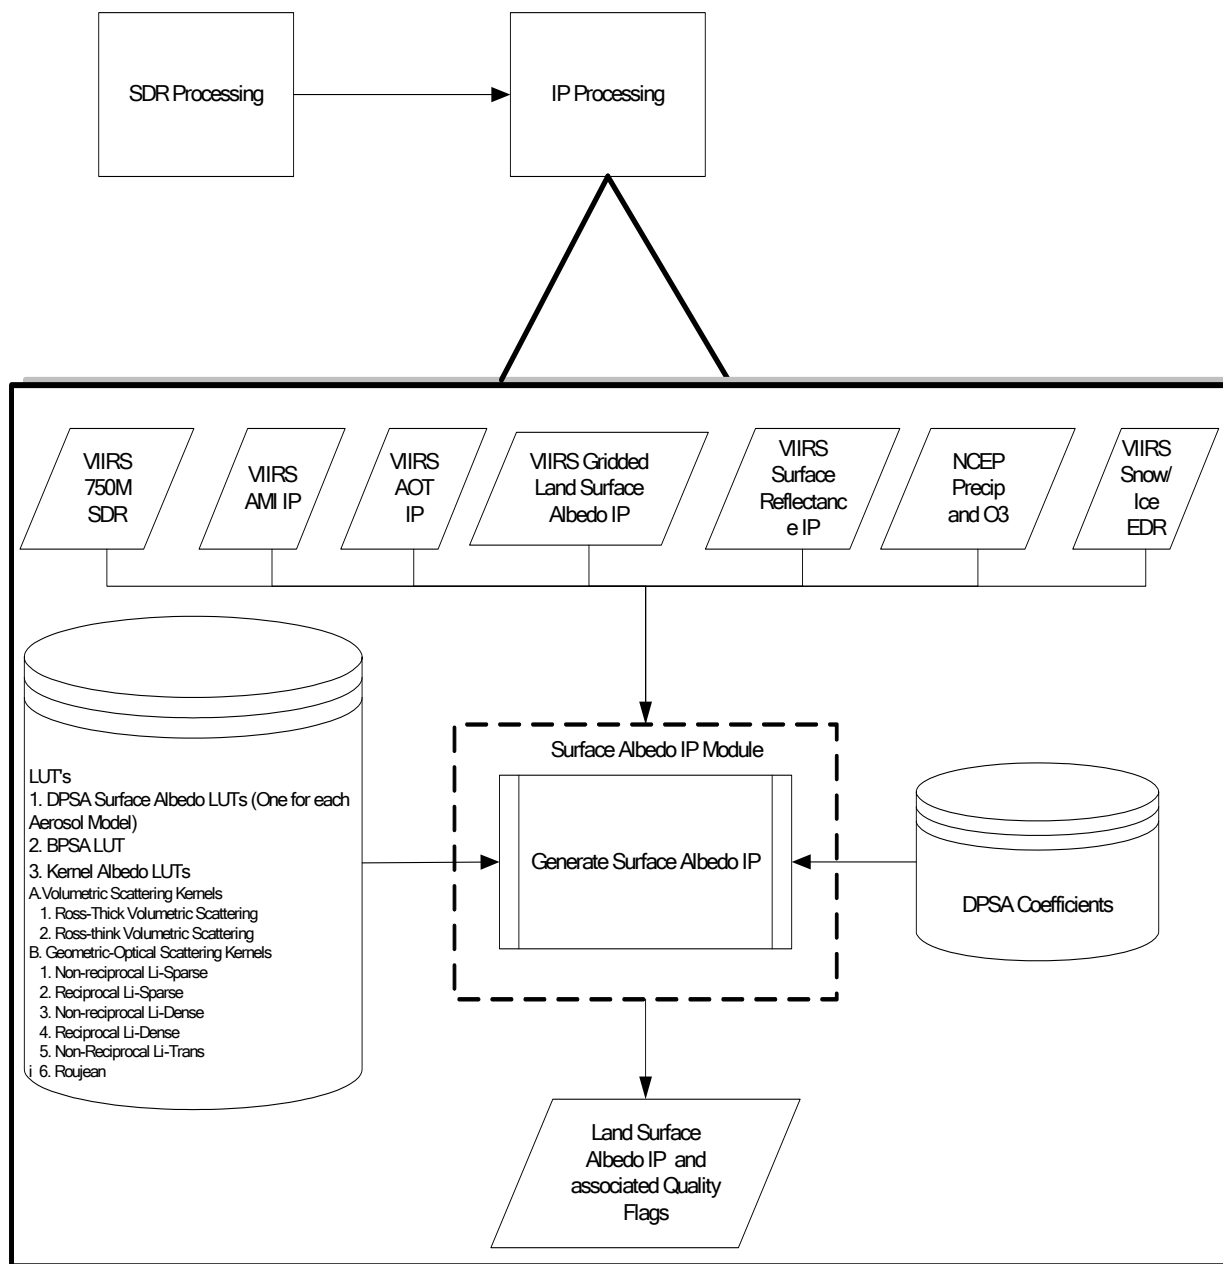 SDR Processing
IP Processing
VIIRS
750M
SDR
VIIRS
AMI IP
VIIRS
AOT
IP
VIIRS Gridded
Land Surface
Albedo IP
VIIRS
Surface
Reflectanc
e IP
NCEP
Precip
and O3
VIIRS
Snow/
Ice
EDR
LUT's
1. DPSA Surface Albedo LUTs (One for each
Aerosol Model)
2. BPSA LUT
3. Kernel Albedo LUTs
A.Volumetric Scattering Kernels
1. Ross-Thick Volumetric Scattering
2. Ross-think Volumetric Scattering
B. Geometric-Optical Scattering Kernels
1. Non-reciprocal Li-Sparse
2. Reciprocal Li-Sparse
3. Non-reciprocal Li-Dense
4. Reciprocal Li-Dense
5. Non-Reciprocal Li-Trans
i 6. Roujean
Surface Albedo IP Module
Generate Surface Albedo IP
DPSA Coefficients
Land Surface
Albedo IP and
associated Quality
Flags